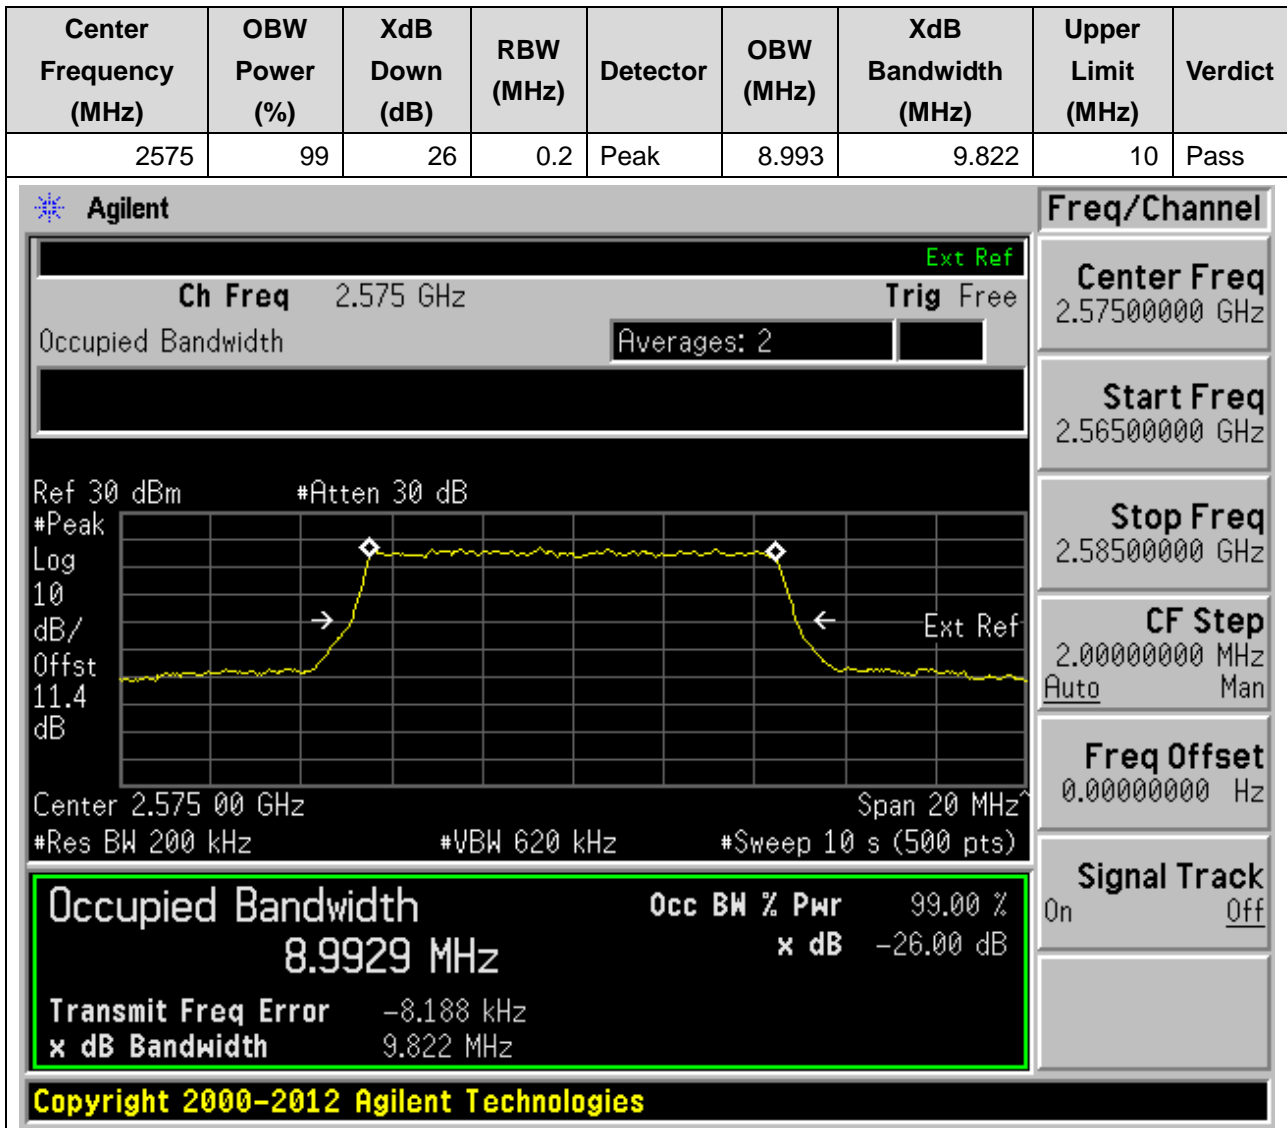 Center Frequency (MHz) OBW Power (%) XdB Down (dB) RBW (MHz) Detector OBW (MHz) XdB Bandwidth (MHz) Upper Limit (MHz) Verdict
2575 99 26 0.2 Peak 8.993 9.822 10 Pass
Agilent
Freq/Channel
Ext Ref
Ch Freq 2.575 GHz Trig Free
Occupied Bandwidth Averages: 2
Ref 30 dBm #Atten 30 dB
#Peak
Log
10
dB/
Offst
11.4
dB
Ext Ref
Center 2.575 00 GHz Span 20 MHz^
#Res BW 200 kHz #VBW 620 kHz #Sweep 10 s (500 pts)
Occupied Bandwidth Occ BW % Pwr 99.00 %
8.9929 MHz x dB -26.00 dB
Transmit Freq Error -8.188 kHz
x dB Bandwidth 9.822 MHz
Center Freq
2.57500000 GHz
Start Freq
2.56500000 GHz
Stop Freq
2.58500000 GHz
CF Step
2.00000000 MHz
Auto Man
Freq Offset
0.00000000 Hz
Signal Track
On Off
Copyright 2000-2012 Agilent Technologies